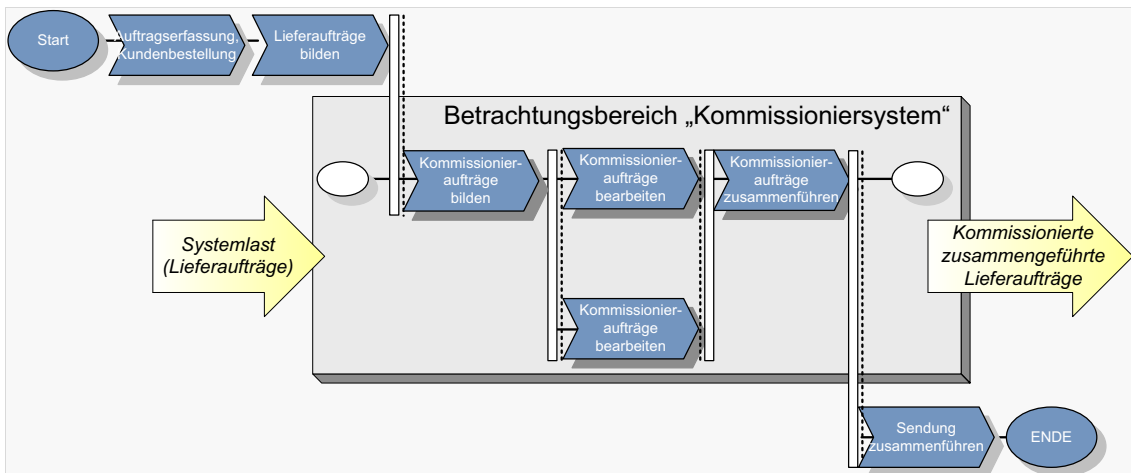 Start
Auftragserfassung,
Kundenbestellung
Lieferaufträge
bilden
Betrachtungsbereich „Kommissioniersystem“
Kommissionier-
aufträge
bilden
Kommissionier-
aufträge
bearbeiten
Kommissionier-
aufträge
zusammenführen
Systemlast
(Lieferaufträge)
Kommissionierte
zusammengeführte
Lieferaufträge
Kommissionier-
aufträge
bearbeiten
Sendung
zusammenführen
ENDE